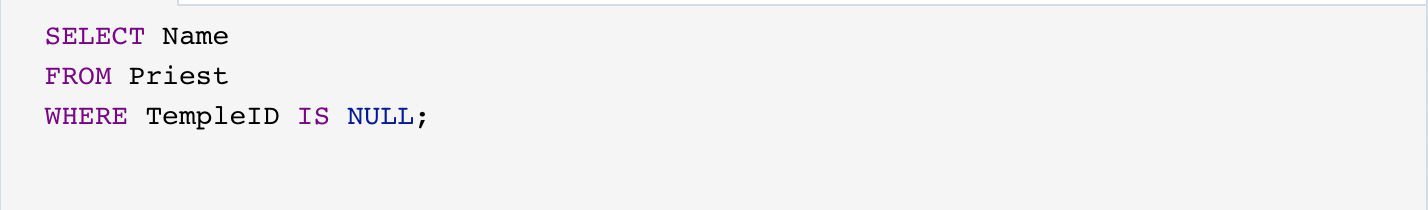 SELECT Name
FROM Priest
WHERE TempleID IS NULL;